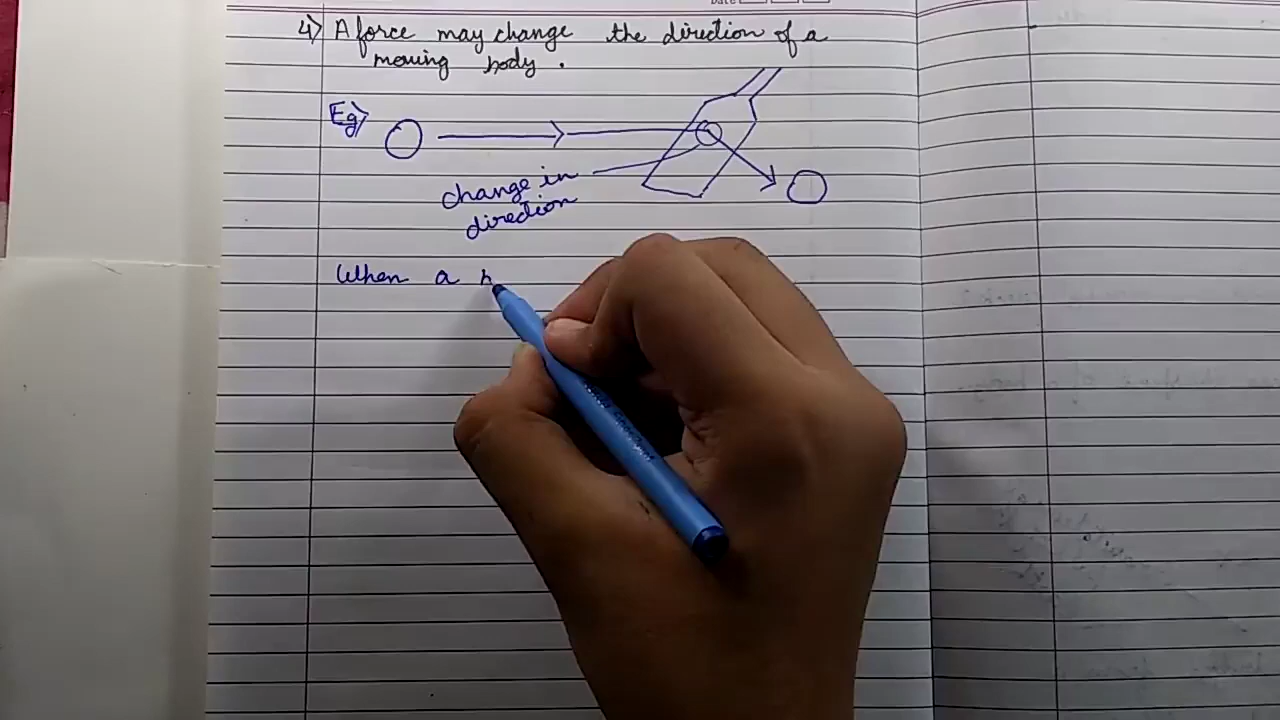 4) A force may change the direction of a
moving body.
Eg)
change in
direction
When a